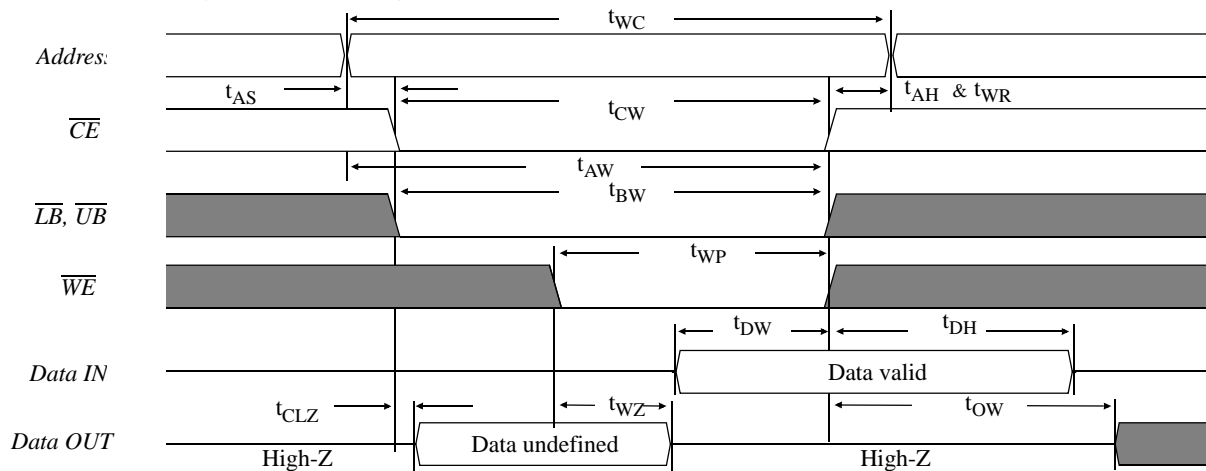 tWC
Address
tAS
tCW
tAH & tWR
CE
tAW
tBW
LB, UB
tWP
WE
tDW
tDH
Data IN
Data valid
tCLZ
tWZ
tOW
Data OUT
Data undefined
High-Z
High-Z